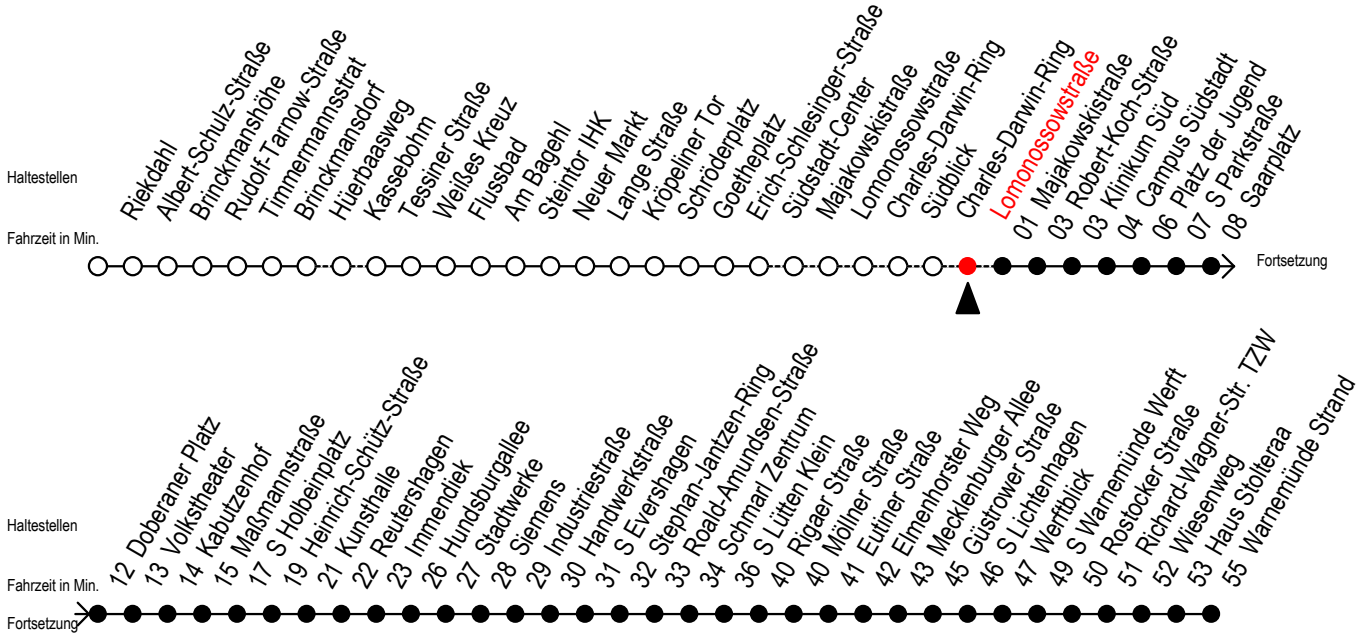 Haltestellen
Riekdahl
Albert-Schulz-Straße
Brinckmanshöhe
Rudolf-Tarnow-Straße
Timmermannsstrat
Brinckmansdorf
Hüerbaasweg
Kassebohm
Tessiner Straße
Weißes Kreuz
Flussbad
Am Bagehl
Steintor IHK
Neuer Markt
Lange Straße
Kröpeliner Tor
Schröderplatz
Goetheplatz
Erich-Schlesinger-Straße
Südstadt-Center
Majakowskistraße
Lomonossowstraße
Charles-Darwin-Ring
Südblick
Charles-Darwin-Ring
Lomonossowstraße
01 Majakowskistraße
03 Robert-Koch-Straße
03 Klinikum Süd
04 Campus Südstadt
06 Platz der Jugend
07 S Parkstraße
08 Saarplatz
Fahrzeit in Min.
Fortsetzung
Haltestellen
12 Doberaner Platz
13 Volkstheater
14 Kabutzenhof
15 Maßmannstraße
17 S Holbeinplatz
19 Heinrich-Schütz-Straße
21 Kunsthalle
22 Reutershagen
23 Immendiek
26 Hundsburgallee
27 Stadtwerke
28 Siemens
29 Industriestraße
30 Handwerkstraße
31 S Evershagen
32 Stephan-Jantzen-Ring
33 Roald-Amundsen-Straße
34 Schmarl Zentrum
36 S Lütten Klein
40 Rigaer Straße
40 Möllner Straße
41 Eutiner Straße
42 Elmenhorster Weg
43 Mecklenburger Allee
45 Güstrower Straße
46 S Lichtenhagen
47 Werftblick
49 S Warnemünde Werft
50 Rostocker Straße
51 Richard-Wagner-Str. TZW
52 Wiesenweg
53 Haus Stolteraa
55 Warnemünde Strand
Fahrzeit in Min.
Fortsetzung